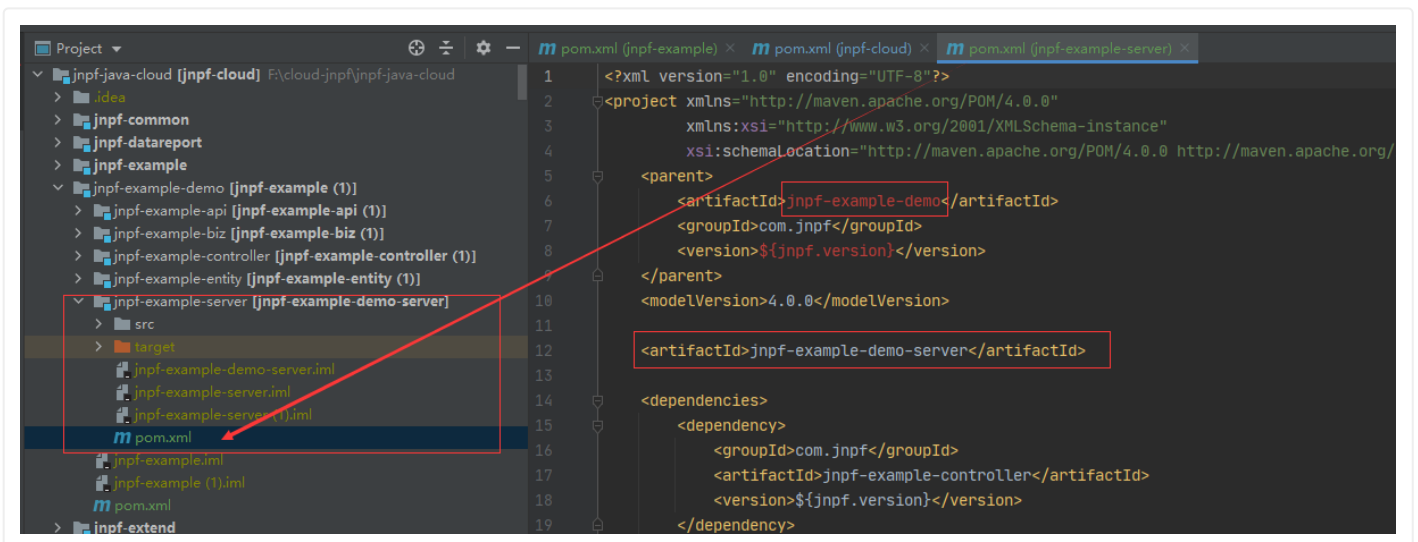 Project
jnpf-java-cloud [jnpf-cloud] F:\cloud-jnpf\jnpf-java-cloud
.idea
jnpf-common
jnpf-datareport
jnpf-example
jnpf-example-demo [jnpf-example (1)]
jnpf-example-api [jnpf-example-api (1)]
jnpf-example-biz [jnpf-example-biz (1)]
jnpf-example-controller [jnpf-example-controller (1)]
jnpf-example-entity [jnpf-example-entity (1)]
jnpf-example-server [jnpf-example-demo-server]
src
target
jnpf-example-demo-server.iml
jnpf-example-server.iml
jnpf-example-server (1).iml
m pom.xml
jnpf-example.iml
jnpf-example (1).iml
m pom.xml
jnpf-extend
m pom.xml (jnpf-example) × m pom.xml (jnpf-cloud) × m pom.xml (jnpf-example-server) ×
1 <?xml version="1.0" encoding="UTF-8"?>
2 <project xmlns="http://maven.apache.org/POM/4.0.0"
3 xmlns:xsi="http://www.w3.org/2001/XMLSchema-instance"
4 xsi:schemaLocation="http://maven.apache.org/POM/4.0.0 http://maven.apache.org/
5 <parent>
6 <artifactId>jnpf-example-demo</artifactId>
7 <groupId>com.jnpf</groupId>
8 <version>${jnpf.version}</version>
9 </parent>
10 <modelVersion>4.0.0</modelVersion>
11
12 <artifactId>jnpf-example-demo-server</artifactId>
13
14 <dependencies>
15 <dependency>
16 <groupId>com.jnpf</groupId>
17 <artifactId>jnpf-example-controller</artifactId>
18 <version>${jnpf.version}</version>
19 </dependency>